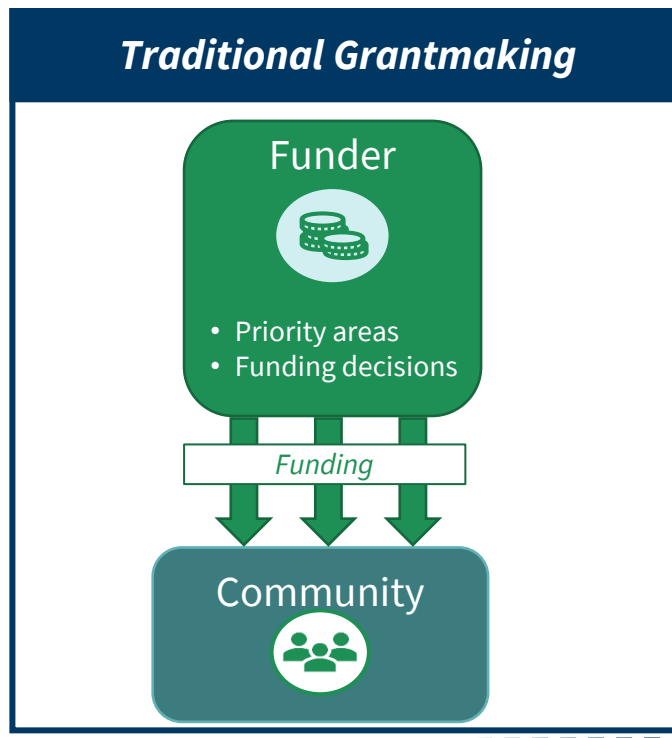 Traditional Grantmaking
Funder
• Priority areas
• Funding decisions
Funding
Community